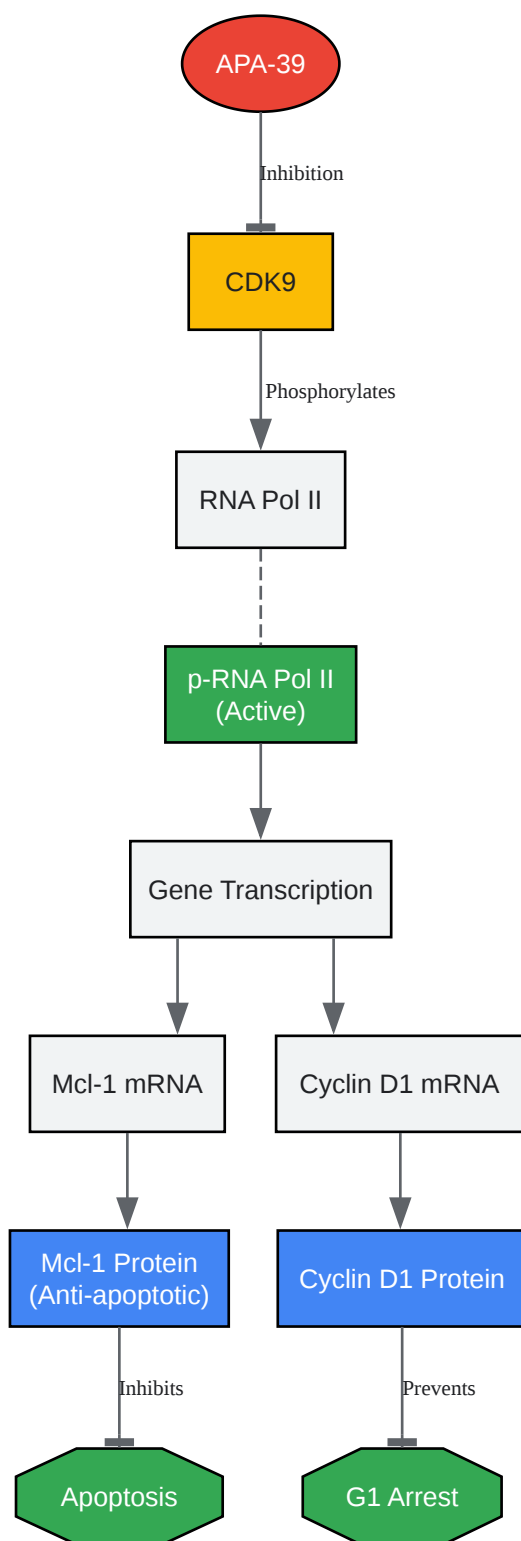 APA-39
Inhibition
CDK9
Phosphorylates
RNA Pol II
p-RNA Pol II
(Active)
Gene Transcription
Mcl-1 mRNA
Cyclin D1 mRNA
Mcl-1 Protein
(Anti-apoptotic)
Cyclin D1 Protein
Inhibits
Prevents
Apoptosis
G1 Arrest